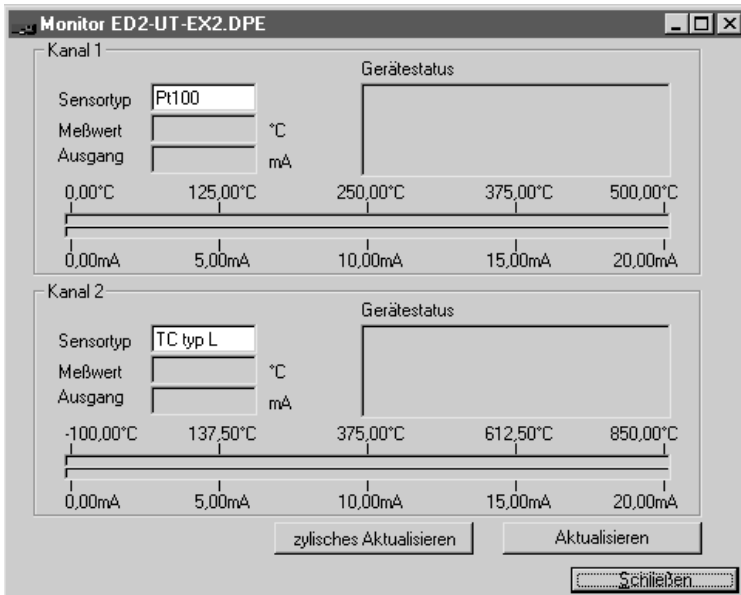 Monitor ED2-UT-EX2.DPE
Kanal 1
Gerätestatus
Sensortyp Pt100
Meßwert °C
Ausgang mA
0,00°C 125,00°C 250,00°C 375,00°C 500,00°C
0,00mA 5,00mA 10,00mA 15,00mA 20,00mA
Kanal 2
Gerätestatus
Sensortyp TC typ L
Meßwert °C
Ausgang mA
-100,00°C 137,50°C 375,00°C 612,50°C 850,00°C
0,00mA 5,00mA 10,00mA 15,00mA 20,00mA
zylisches Aktualisieren Aktualisieren
Schließen